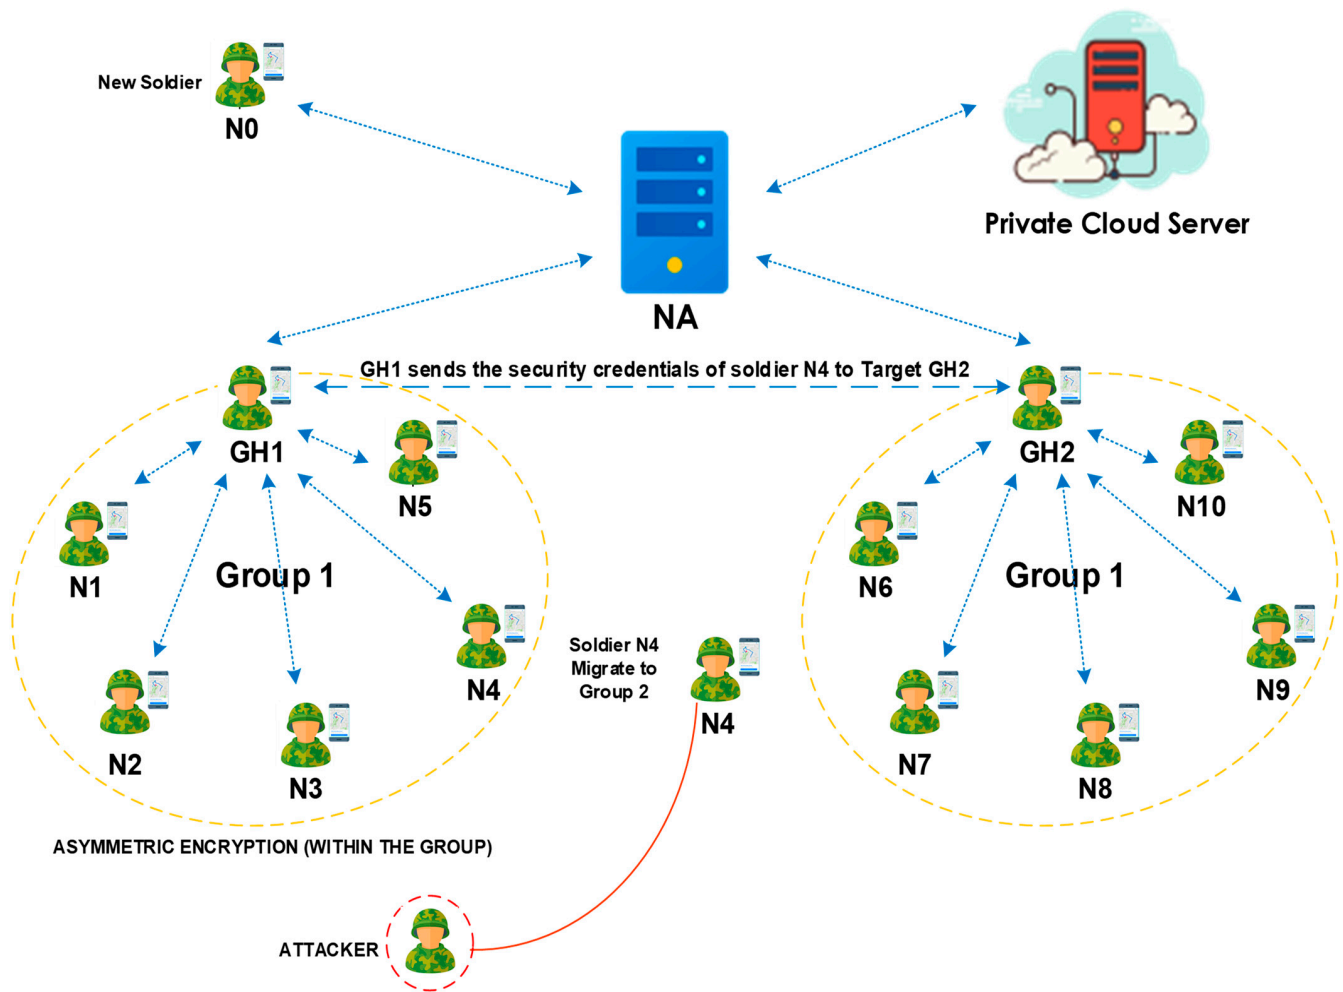 New Soldier
N0
Private Cloud Server
NA
GH1 sends the security credentials of soldier N4 to Target GH2
GH1
N5
N1
Group 1
N4
N2
N3
GH2
N10
N6
Group 1
N9
N7
N8
Soldier N4
Migrate to
Group 2
N4
ASYMMETRIC ENCRYPTION (WITHIN THE GROUP)
ATTACKER